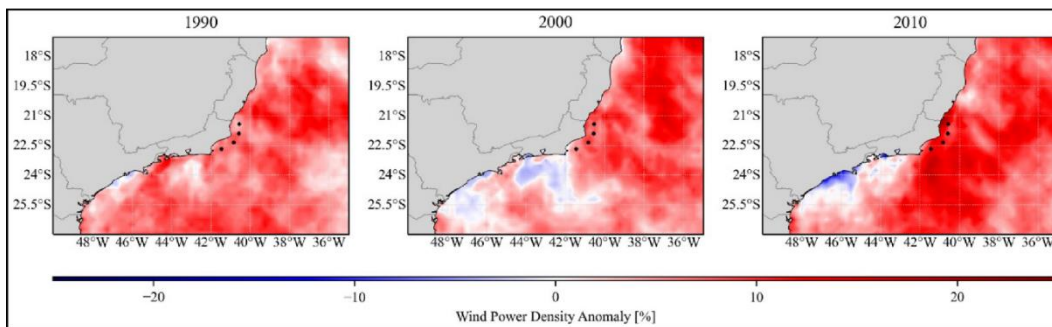 1990 2000 2010
18°S 18°S 18°S
19.5°S 19.5°S 19.5°S
21°S 21°S 21°S
22.5°S 22.5°S 22.5°S
24°S 24°S 24°S
25.5°S 25.5°S 25.5°S
48°W 46°W 44°W 42°W 40°W 38°W 36°W 48°W 46°W 44°W 42°W 40°W 38°W 36°W 48°W 46°W 44°W 42°W 40°W 38°W 36°W
−20 −10 0 10 20
Wind Power Density Anomaly [%]